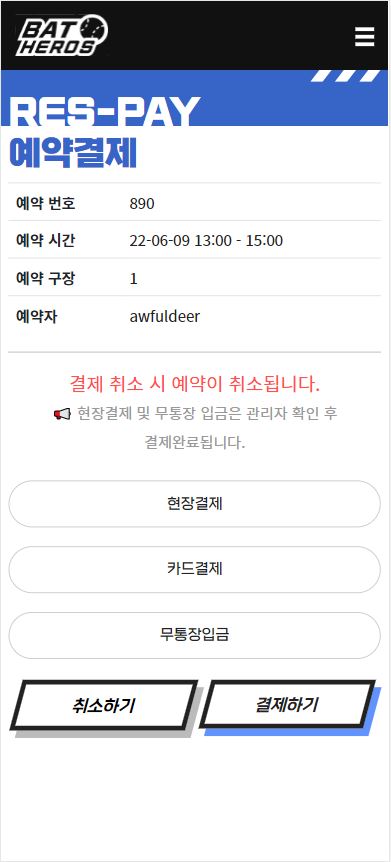 BAT
HEROS
RES-PAY
예약결제
예약 번호 890
예약 시간 22-06-09 13:00 - 15:00
예약 구장 1
예약자 awfuldeer
결제 취소 시 예약이 취소됩니다.
현장결제 및 무통장 입금은 관리자 확인 후
결제완료됩니다.
현장결제
카드결제
무통장입금
취소하기 결제하기